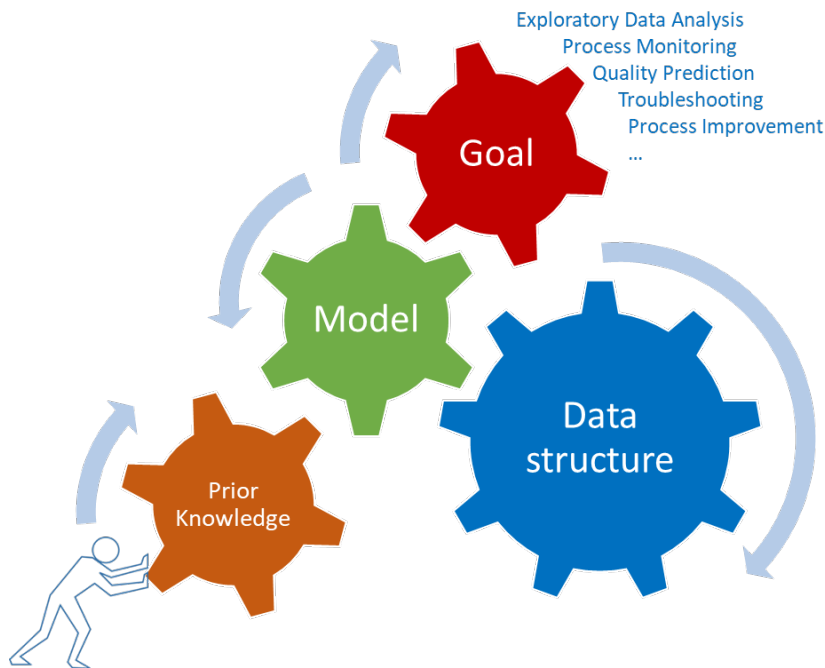 Exploratory Data Analysis
Process Monitoring
Quality Prediction
Troubleshooting
Process Improvement
...
Goal
Model
Data
structure
Prior
Knowledge